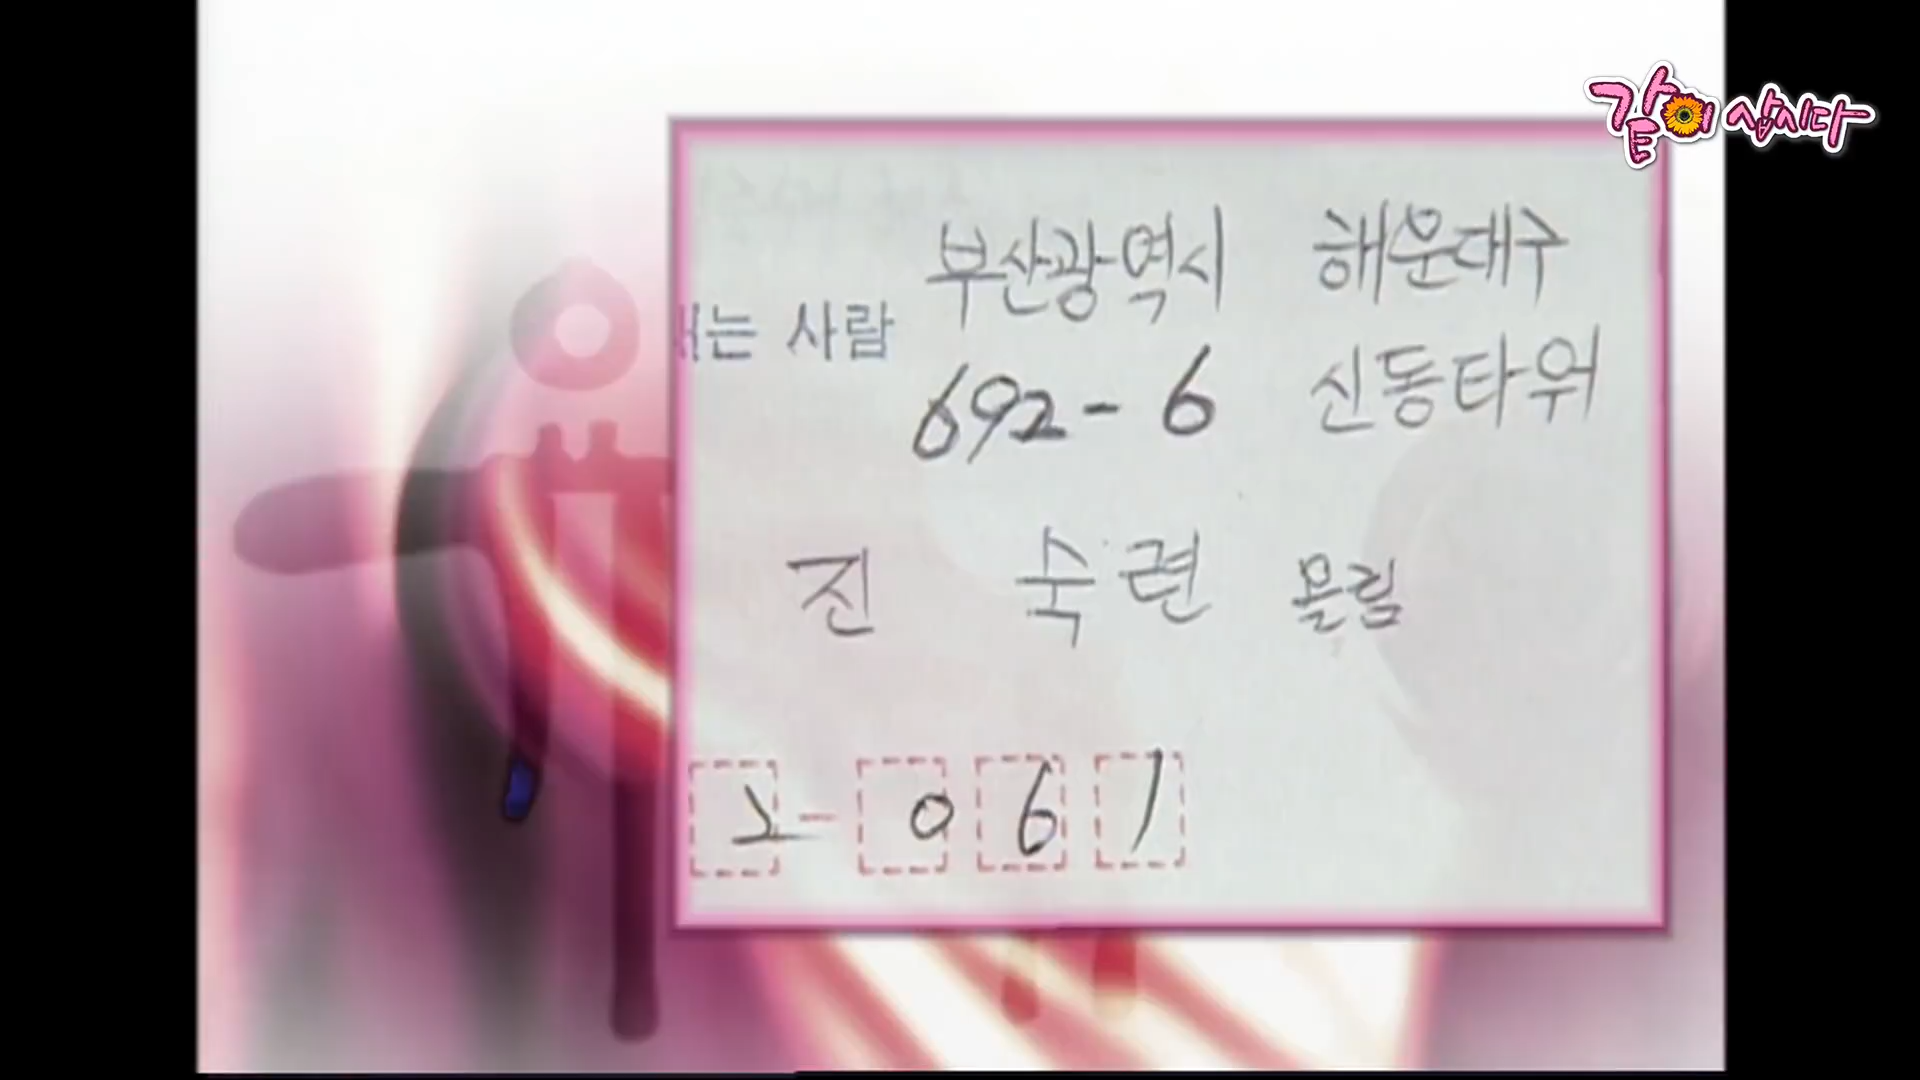 같이 삽시다
부산광역시 해운대구
는 사람
692-6 신동타워
진 숙련 올림
2-061